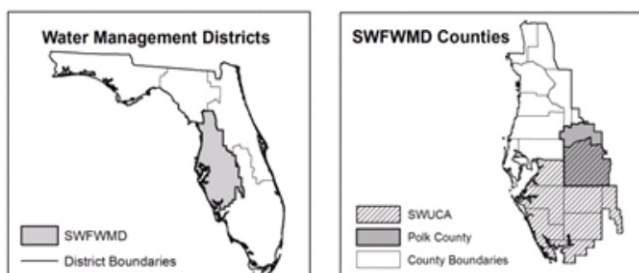 Water Management Districts
SWFWMD
District Boundaries
SWFWMD Counties
SWUCA
Polk County
County Boundaries